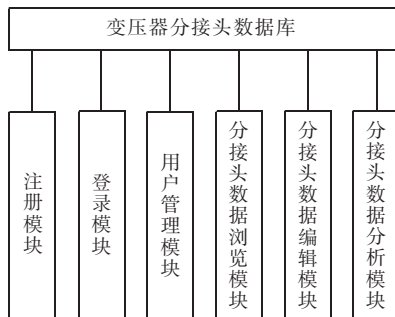 变压器分接头数据库
注册模块
登录模块
用户管理模块
分接头数据浏览模块
分接头数据编辑模块
分接头数据分析模块